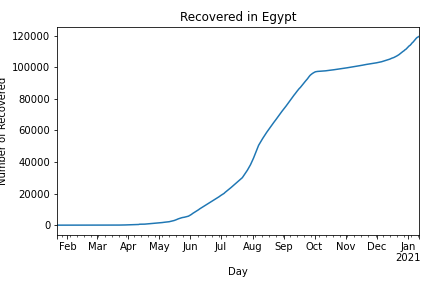 Recovered in Egypt
Number of Recovered
120000
100000
80000
60000
40000
20000
0
Feb Mar Apr May Jun Jul Aug Sep Oct Nov Dec Jan
2021
Day